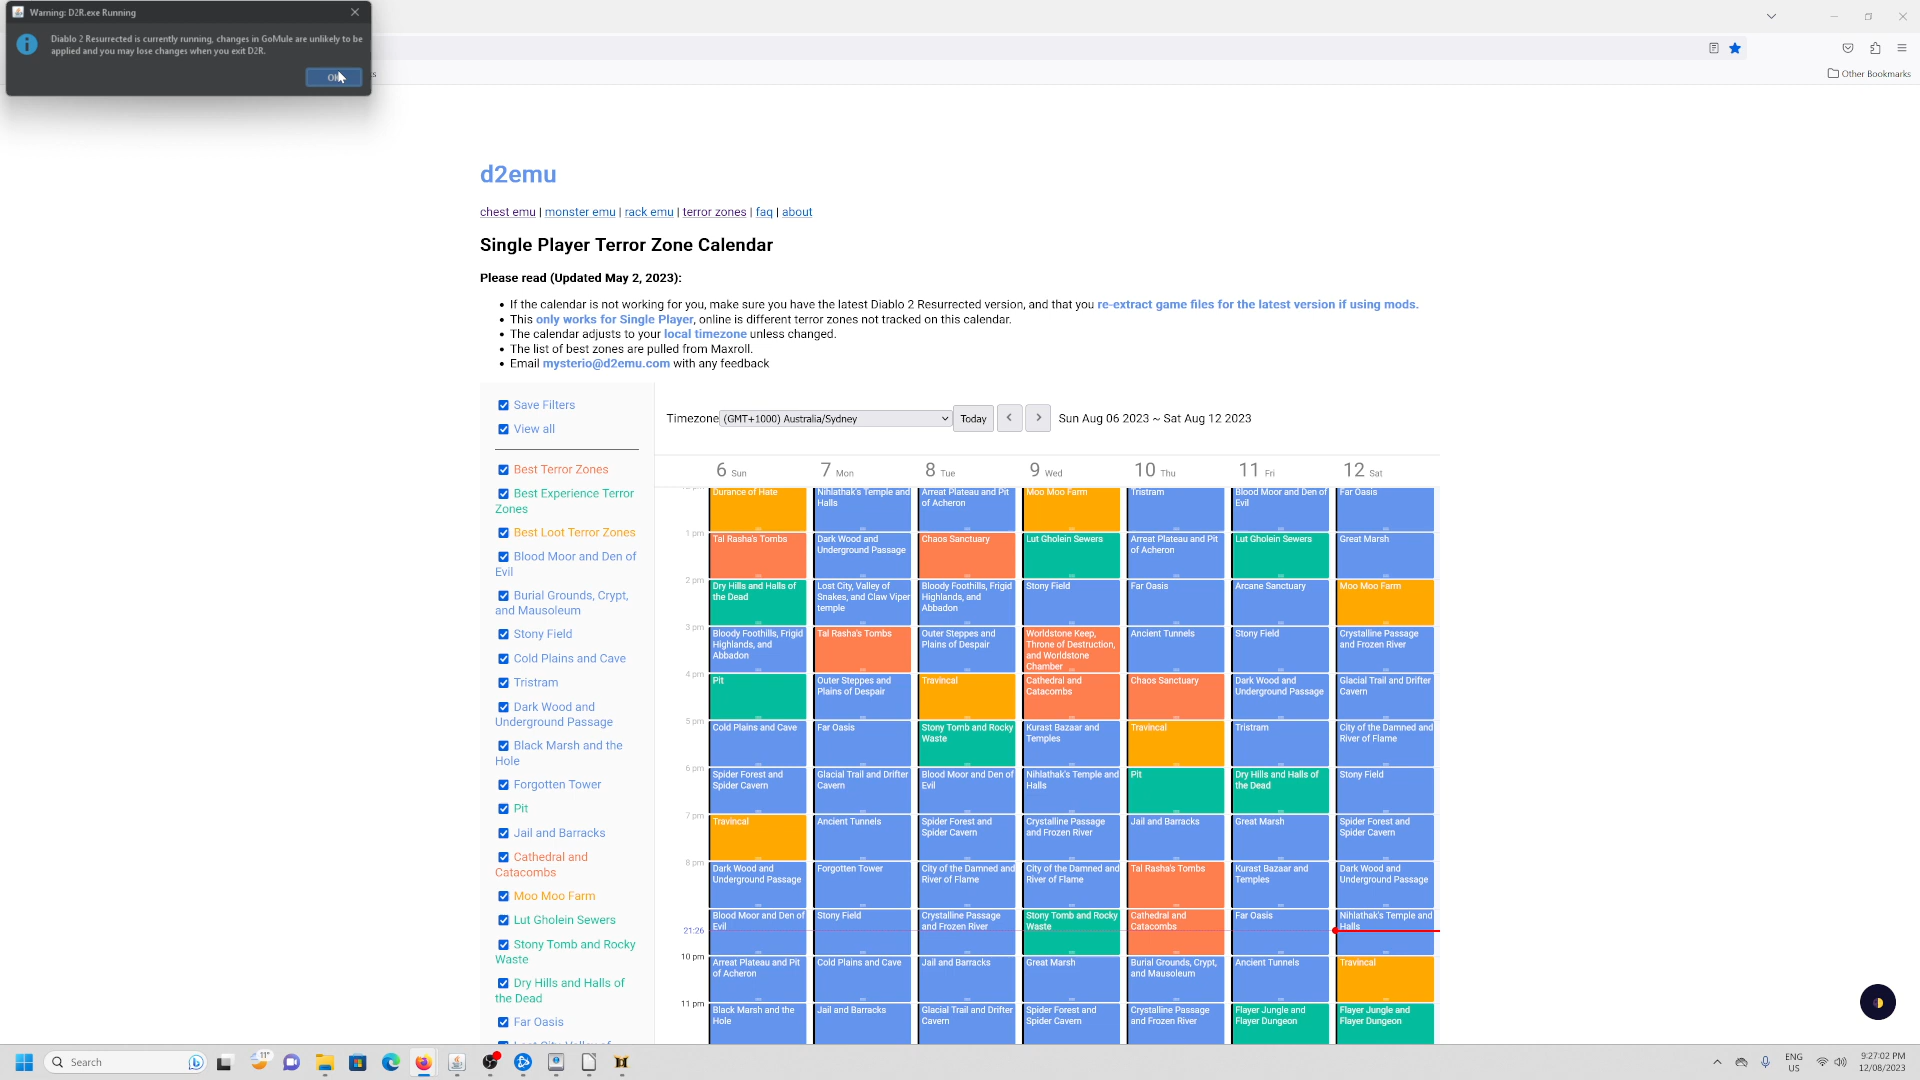 Warning: D2R.exe Running
Diablo 2 Resurrected is currently running, changes in GoMule are unlikely to be
applied and you may lose changes when you exit D2R.
Other Bookmarks
d2emu
chest emu | monster emu | rack emu | terror zones | faq | about
Single Player Terror Zone Calendar
Please read (Updated May 2, 2023):
• If the calendar is not working for you, make sure you have the latest Diablo 2 Resurrected version, and that you re-extract game files for the latest version if using mods.
• This only works for Single Player, online is different terror zones not tracked on this calendar.
• The calendar adjusts to your local timezone unless changed.
• The list of best zones are pulled from Maxroll.
• Email mysterio@d2emu.com with any feedback
Save Filters
View all
Best Terror Zones
Best Experience Terror
Zones
Best Loot Terror Zones
Blood Moor and Den of
Evil
Burial Grounds, Crypt,
and Mausoleum
Stony Field
Cold Plains and Cave
Tristram
Dark Wood and
Underground Passage
Black Marsh and the
Hole
Forgotten Tower
Pit
Jail and Barracks
Cathedral and
Catacombs
Moo Moo Farm
Lut Gholein Sewers
Stony Tomb and Rocky
Waste
Dry Hills and Halls of
the Dead
Far Oasis
Timezone (GMT+1000) Australia/Sydney Today < > Sun Aug 06 2023 ~ Sat Aug 12 2023
6 Sun 7 Mon 8 Tue 9 Wed 10 Thu 11 Fri 12 Sat
Durance of Hate
Nihlathak's Temple and
Halls
Arreat Plateau and Pit
of Acheron
Moo Moo Farm
Tristram
Blood Moor and Den of
Evil
Far Oasis
1 pm
Tal Rasha's Tombs
Dark Wood and
Underground Passage
Chaos Sanctuary
Lut Gholein Sewers
Arreat Plateau and Pit
of Acheron
Lut Gholein Sewers
Great Marsh
2 pm
Dry Hills and Halls of
the Dead
Lost City, Valley of
Snakes, and Claw Viper
temple
Bloody Foothills, Frigid
Highlands, and
Abbadon
Stony Field
Far Oasis
Arcane Sanctuary
Moo Moo Farm
3 pm
Bloody Foothills, Frigid
Highlands, and
Abbadon
Tal Rasha's Tombs
Outer Steppes and
Plains of Despair
Worldstone Keep,
Throne of Destruction,
and Worldstone
Chamber
Ancient Tunnels
Stony Field
Crystalline Passage
and Frozen River
4 pm
Pit
Outer Steppes and
Plains of Despair
Travincal
Cathedral and
Catacombs
Chaos Sanctuary
Dark Wood and
Underground Passage
Glacial Trail and Drifter
Cavern
5 pm
Cold Plains and Cave
Far Oasis
Stony Tomb and Rocky
Waste
Kurast Bazaar and
Temples
Travincal
Tristram
City of the Damned and
River of Flame
6 pm
Spider Forest and
Spider Cavern
Glacial Trail and Drifter
Cavern
Blood Moor and Den of
Evil
Nihlathak's Temple and
Halls
Pit
Dry Hills and Halls of
the Dead
Stony Field
7 pm
Travincal
Ancient Tunnels
Spider Forest and
Spider Cavern
Crystalline Passage
and Frozen River
Jail and Barracks
Great Marsh
Spider Forest and
Spider Cavern
8 pm
Dark Wood and
Underground Passage
Forgotten Tower
City of the Damned and
River of Flame
City of the Damned and
River of Flame
Tal Rasha's Tombs
Kurast Bazaar and
Temples
Dark Wood and
Underground Passage
21:26
Blood Moor and Den of
Evil
Stony Field
Crystalline Passage
and Frozen River
Stony Tomb and Rocky
Waste
Cathedral and
Catacombs
Far Oasis
Nihlathak's Temple and
Halls
10 pm
Arreat Plateau and Pit
of Acheron
Cold Plains and Cave
Jail and Barracks
Great Marsh
Burial Grounds, Crypt,
and Mausoleum
Ancient Tunnels
Travincal
11 pm
Black Marsh and the
Hole
Jail and Barracks
Glacial Trail and Drifter
Cavern
Spider Forest and
Spider Cavern
Crystalline Passage
and Frozen River
Flayer Jungle and
Flayer Dungeon
Flayer Jungle and
Flayer Dungeon
Search
11°
ENG
US
9:27:02 PM
12/08/2023